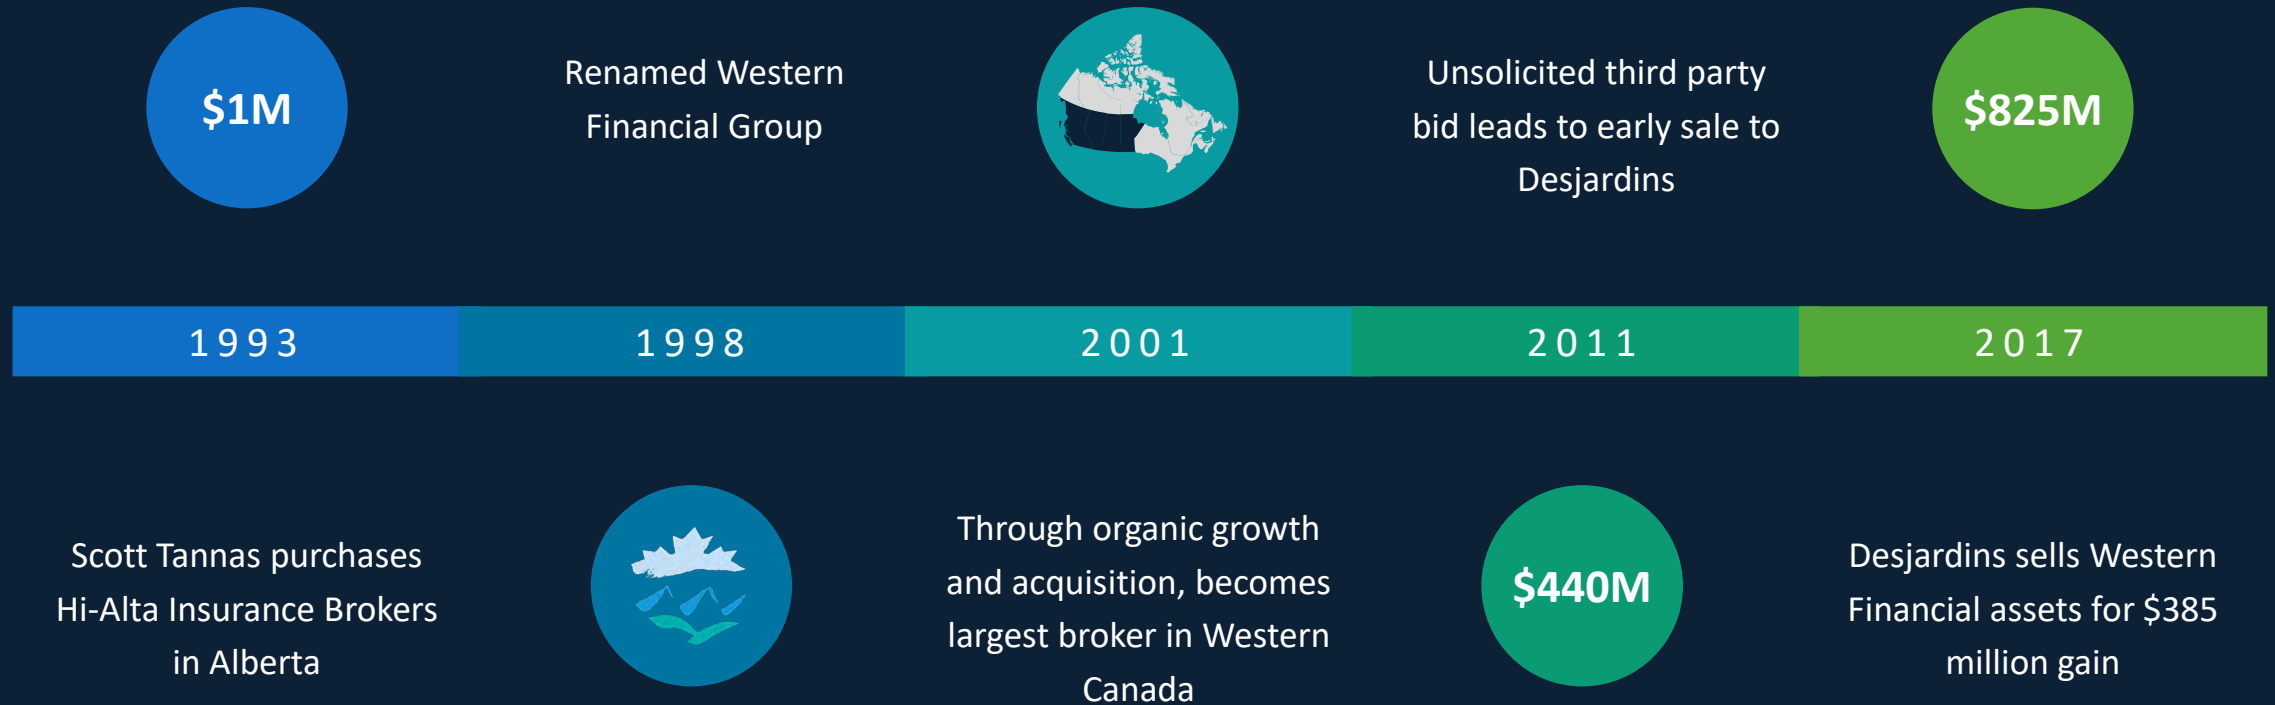 $1M
Renamed Western
Financial Group
Unsolicited third party
bid leads to early sale to
Desjardins
$825M
1993
1998
2001
2011
2017
Scott Tannas purchases
Hi-Alta Insurance Brokers
in Alberta
Through organic growth
and acquisition, becomes
largest broker in Western
Canada
$440M
Desjardins sells Western
Financial assets for $385
million gain